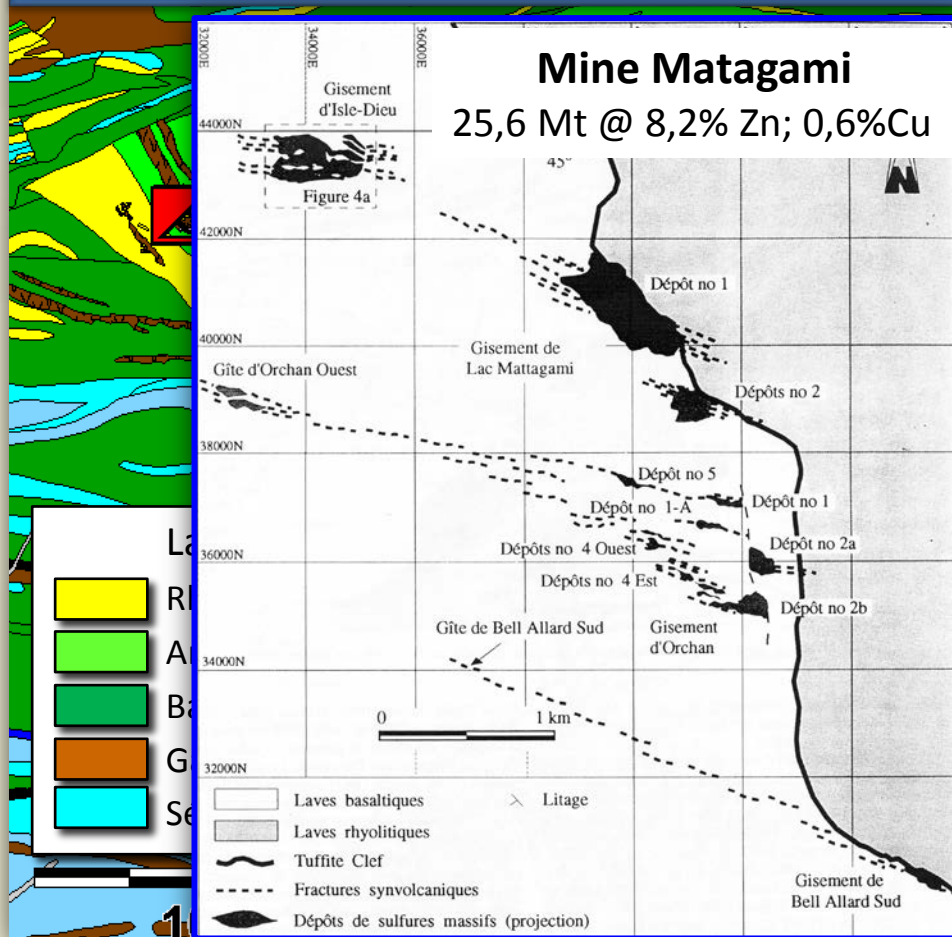 Mine Matagami
25,6 Mt @ 8,2% Zn; 0,6%Cu
32000E
34000E
36000E
45°
N
Gisement
d'Isle-Dieu
44000N
Figure 4a
42000N
Dépôt no 1
40000N
Gisement de
Lac Mattagami
Gîte d'Orchan Ouest
Dépôts no 2
38000N
Dépôt no 5
Dépôt no 1
Dépôt no 1-A
Dépôts no 4 Ouest
Dépôt no 2a
36000N
Dépôts no 4 Est
Dépôt no 2b
Gîte de Bell Allard Sud
Gisement
d'Orchan
34000N
0 1 km
32000N
Laves basaltiques
Litage
Laves rhyolitiques
Tuffite Clef
Fractures synvolcaniques
Dépôts de sulfures massifs (projection)
Gisement de
Bell Allard Sud